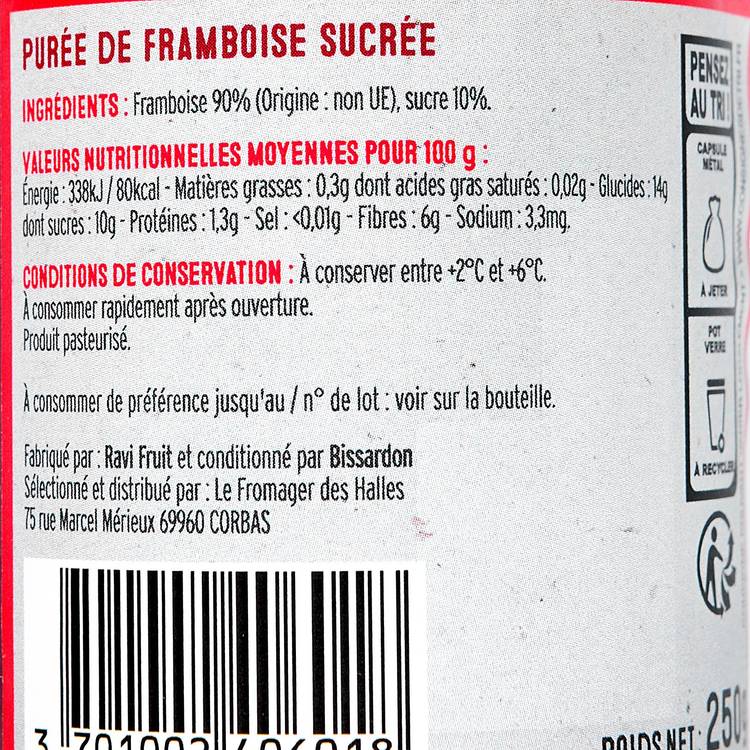 PURÉE DE FRAMBOISE SUCRÉE
INGRÉDIENTS : Framboise 90% (Origine : non UE), sucre 10%.
VALEURS NUTRITIONNELLES MOYENNES POUR 100 g :
Énergie : 338kJ / 80kcal - Matières grasses : 0,3g dont acides gras saturés : 0,02g - Glucides : 14g
dont sucres : 10g - Protéines : 1,3g - Sel : <0,01g - Fibres : 6g - Sodium : 3,3mg.
CONDITIONS DE CONSERVATION : À conserver entre +2°C et +6°C.
À consommer rapidement après ouverture.
Produit pasteurisé.
À consommer de préférence jusqu'au / n° de lot : voir sur la bouteille.
Fabriqué par : Ravi Fruit et conditionné par Bissardon
Sélectionné et distribué par : Le Fromager des Halles
75 rue Marcel Mérieux 69960 CORBAS
PENSEZ
AU TRI !
CAPSULE
MÉTAL
À JETER
POT
VERRE
À RECYCLER
POIDS NET : 250